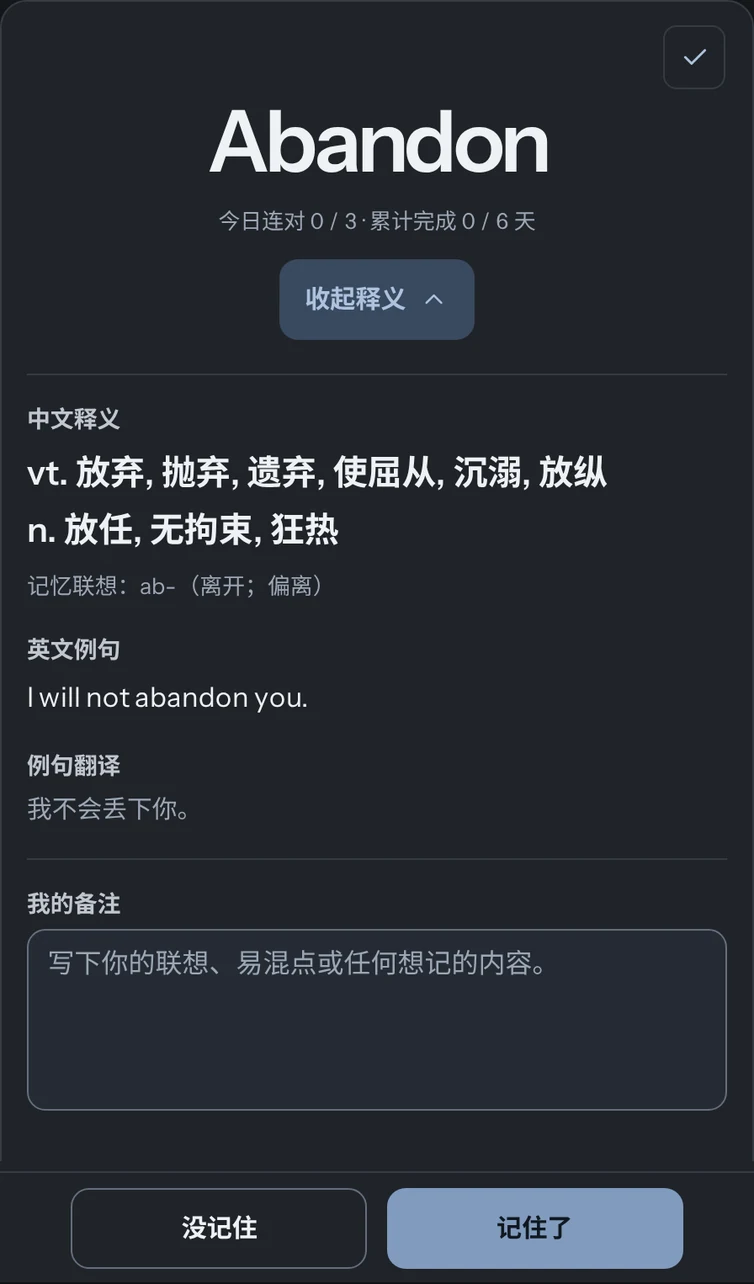 Abandon
今日连对 0 / 3 · 累计完成 0 / 6 天
收起释义
中文释义
vt. 放弃, 抛弃, 遗弃, 使屈从, 沉溺, 放纵
n. 放任, 无拘束, 狂热
记忆联想：ab-（离开；偏离）
英文例句
I will not abandon you.
例句翻译
我不会丢下你。
我的备注
写下你的联想、易混点或任何想记的内容。
没记住
记住了